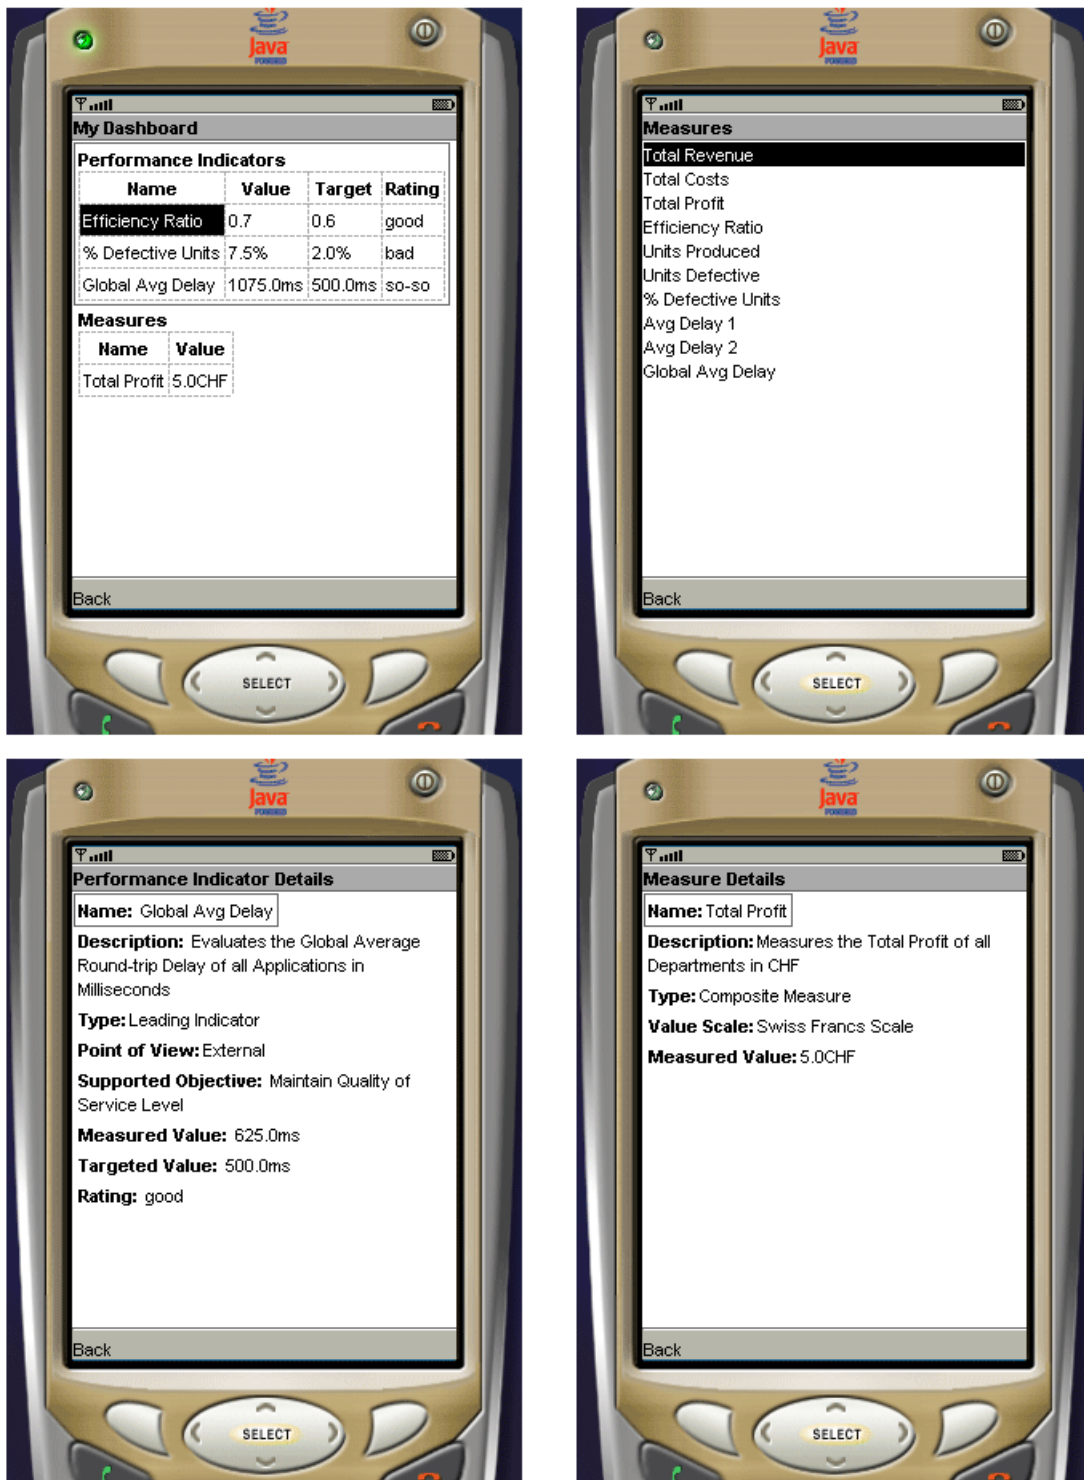 Java
POWERED
My Dashboard
Performance Indicators
Name Value Target Rating
Efficiency Ratio 0.7 0.6 good
% Defective Units 7.5% 2.0% bad
Global Avg Delay 1075.0ms 500.0ms so-so
Measures
Name Value
Total Profit 5.0CHF
Back
SELECT
Java
POWERED
Measures
Total Revenue
Total Costs
Total Profit
Efficiency Ratio
Units Produced
Units Defective
% Defective Units
Avg Delay 1
Avg Delay 2
Global Avg Delay
Back
SELECT
Java
POWERED
Performance Indicator Details
Name: Global Avg Delay
Description: Evaluates the Global Average
Round-trip Delay of all Applications in
Milliseconds
Type: Leading Indicator
Point of View: External
Supported Objective: Maintain Quality of
Service Level
Measured Value: 625.0ms
Targeted Value: 500.0ms
Rating: good
Back
SELECT
Java
POWERED
Measure Details
Name: Total Profit
Description: Measures the Total Profit of all
Departments in CHF
Type: Composite Measure
Value Scale: Swiss Francs Scale
Measured Value: 5.0CHF
Back
SELECT